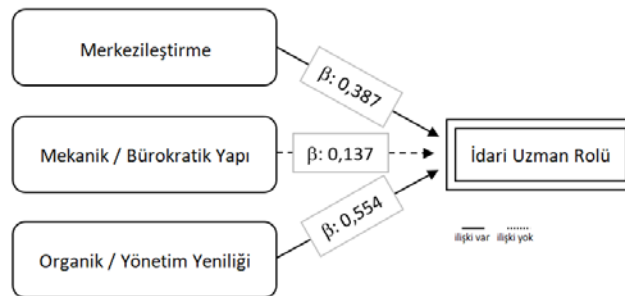 Merkezileştirme
β: 0,387
Mekanik / Bürokratik Yapı
β: 0,137
İdari Uzman Rolü
Organik / Yönetim Yeniliği
β: 0,554
ilişki var ilişki yok